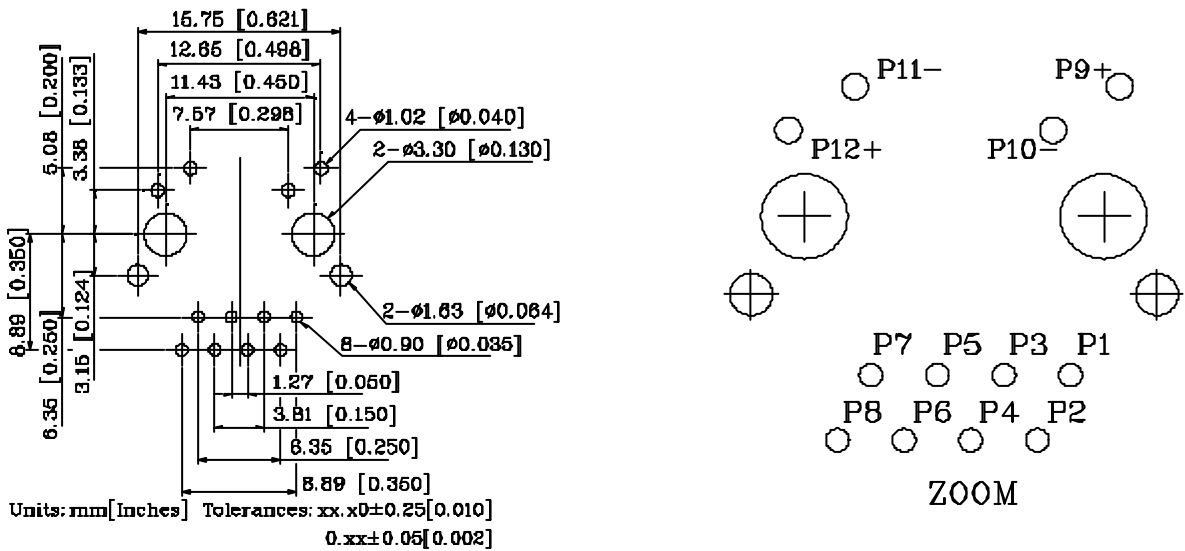 15.75 [0.621]
12.65 [0.498]
11.43 [0.450]
7.57 [0.298]
5.08 [0.200]
3.38 [0.133]
4-ø1.02 [ø0.040]
2-ø3.30 [ø0.130]
8.89 [0.350]
6.35 [0.250]
3.15 [0.124]
2-ø1.63 [ø0.064]
8-ø0.90 [ø0.035]
1.27 [0.050]
3.81 [0.150]
6.35 [0.250]
8.89 [0.350]
Units: mm[Inches] Tolerances: xx.x0±0.25[0.010]
0.xx±0.05[0.002]
P11-
P9+
P12+
P10-
P7 P5 P3 P1
P8 P6 P4 P2
ZOOM